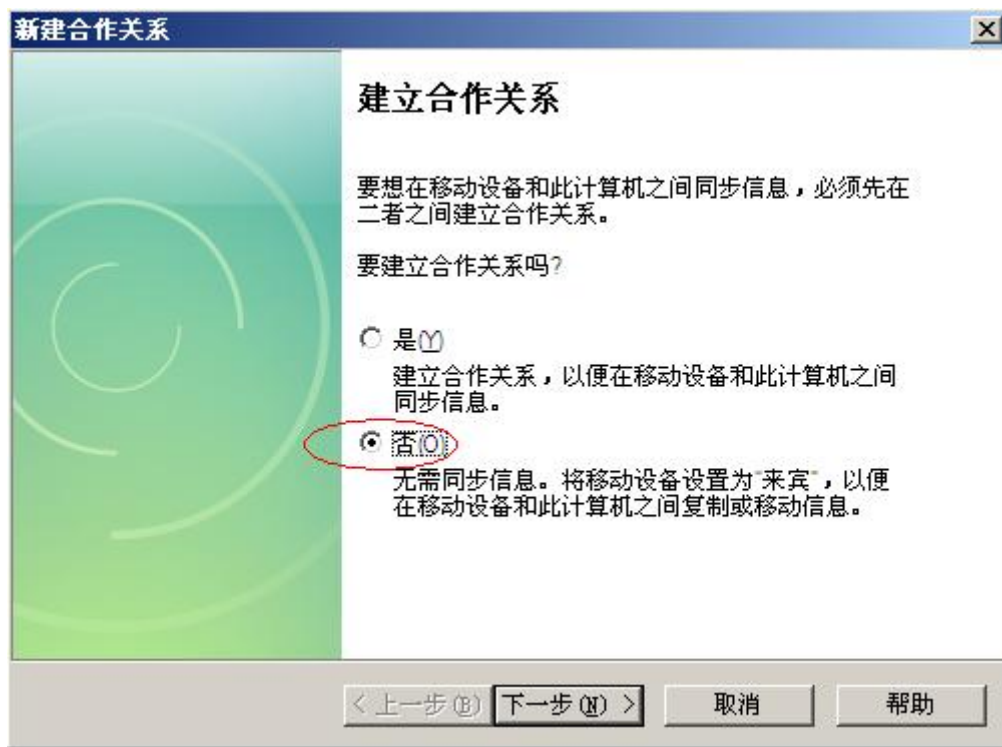 新建合作关系
建立合作关系
要想在移动设备和此计算机之间同步信息，必须先在
二者之间建立合作关系。
要建立合作关系吗?
是(Y)
建立合作关系，以便在移动设备和此计算机之间
同步信息。
否(O)
无需同步信息。将移动设备设置为"来宾"，以便
在移动设备和此计算机之间复制或移动信息。
< 上一步(B) 下一步(N) > 取消 帮助